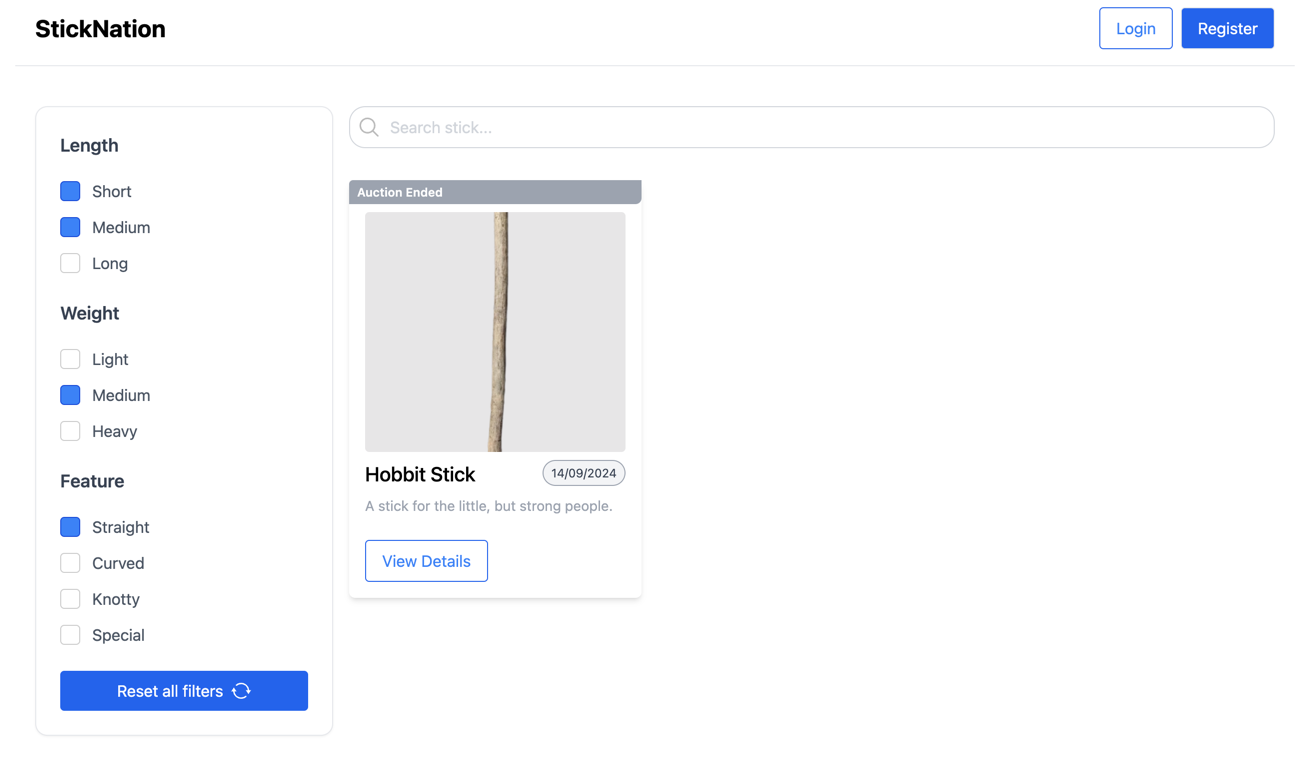 StickNation
Login
Register
Length
Short
Medium
Long
Weight
Light
Medium
Heavy
Feature
Straight
Curved
Knotty
Special
Reset all filters
Search stick...
Auction Ended
Hobbit Stick
14/09/2024
A stick for the little, but strong people.
View Details